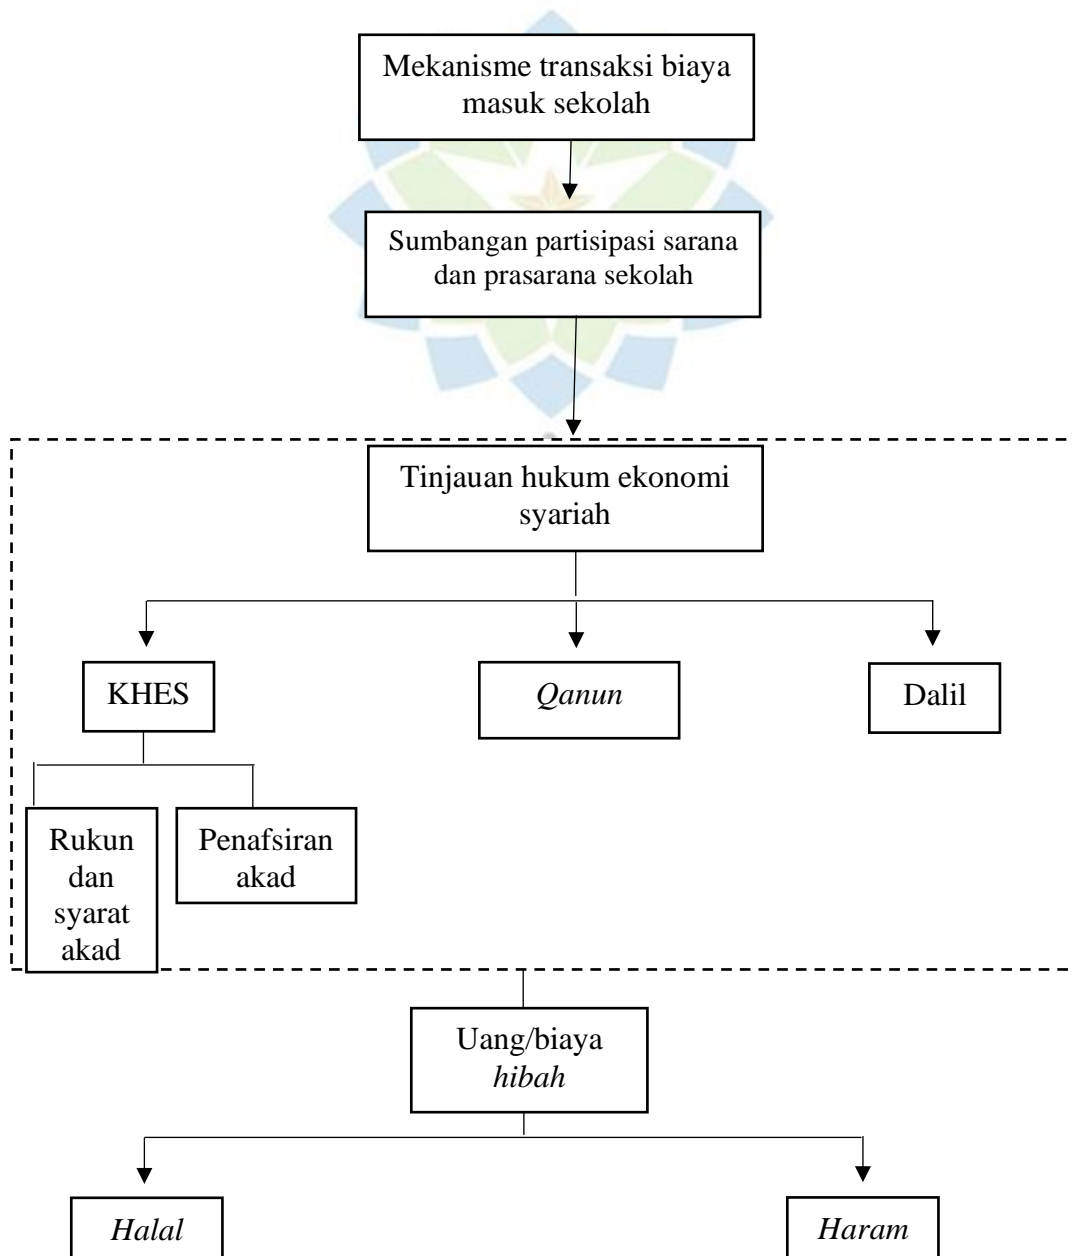 Mekanisme transaksi biaya
masuk sekolah
Sumbangan partisipasi sarana
dan prasarana sekolah
Tinjauan hukum ekonomi
syariah
KHES
Qanun
Dalil
Rukun
dan
syarat
akad
Penafsiran
akad
Uang/biaya
hibah
Halal
Haram